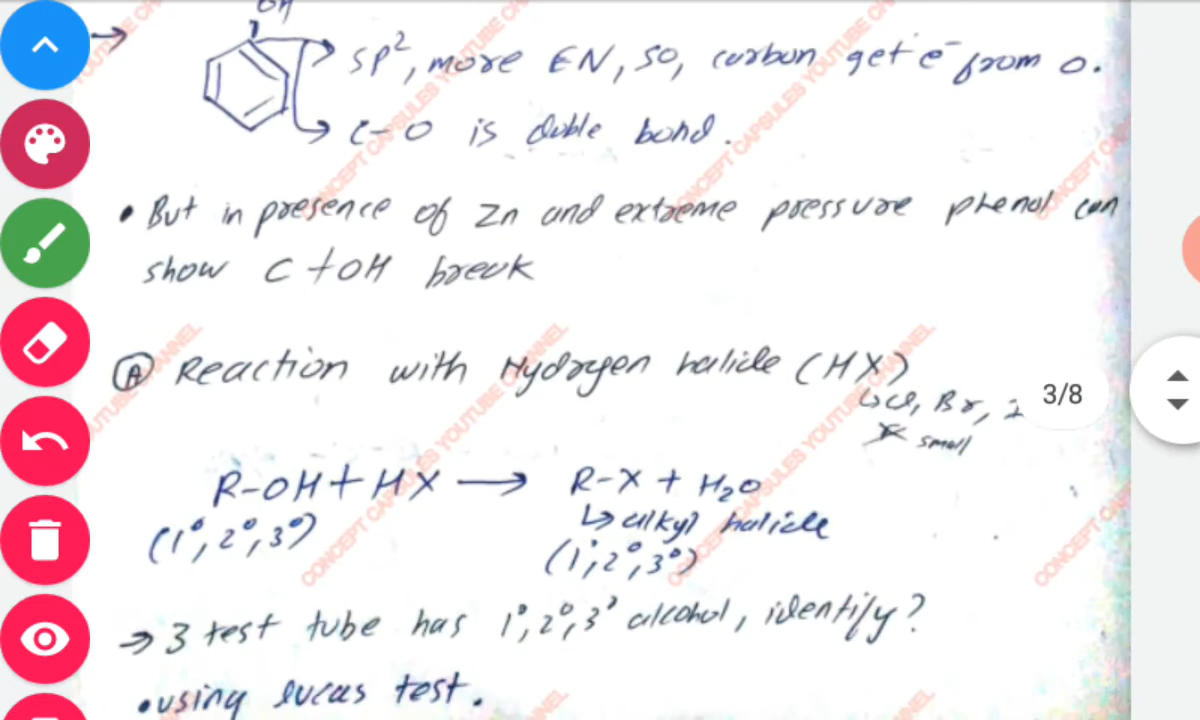 OH
→ sp², more EN, so, carbon get e⁻ from o.
→ C-O is duble bond.
• But in presence of Zn and extreme pressure phenol can
show C+OH break
Ⓐ Reaction with Hydrogen halide (HX)
↳Cl, Br, I
small
3/8
R-OH + HX → R-X + H₂O
↳ alkyl halide
(1°, 2°, 3°) (1°, 2°, 3°)
→ 3 test tube has 1°, 2°, 3° alcohol, identify?
• using lucas test.
CONCEPT CAPSULES YOUTUBE CHANNEL